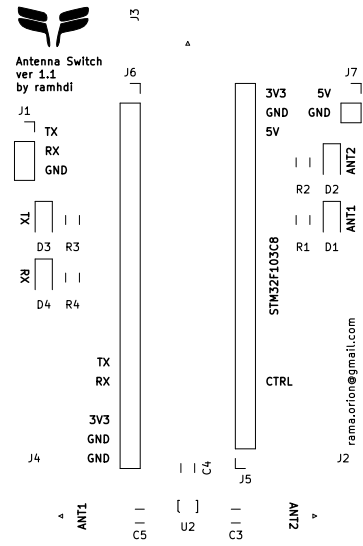 J3
Antenna Switch
ver 1.1
by ramhdi
J6
J7
3V3
5V
GND
GND
5V
J1
TX
RX
GND
ANT2
R2
D2
TX
D3
R3
ANT1
R1
D1
RX
D4
R4
STM32F103C8
TX
RX
CTRL
3V3
GND
GND
rama.orion@gmail.com
J4
C4
J5
J2
ANT1
C5
U2
C3
ANT2